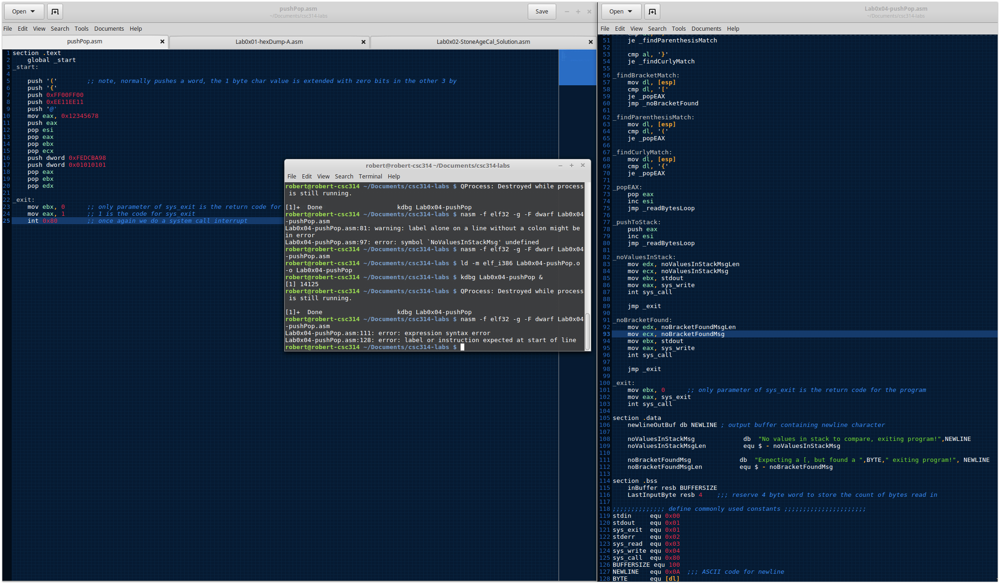 Open
pushPop.asm
~/Documents/csc314-labs
Save
File Edit View Search Tools Documents Help
pushPop.asm
Lab0x01-hexDump-A.asm
Lab0x02-StoneAgeCal_Solution.asm
1 section .text
2     global _start
3 _start:
4
5     push '('        ;; note, normally pushes a word, the 1 byte char value is extended with zero bits in the other 3 by
6     push '{'
7     push 0xFF00FF00
8     push 0xEE11EE11
9     push '@'
10     mov eax, 0x12345678
11     push eax
12     pop esi
13     pop eax
14     pop ebx
15     pop ecx
16     push dword 0xFEDCBA98
17     push dword 0x01010101
18     pop eax
19     pop ebx
20     pop edx
21
22 _exit:
23     mov ebx, 0      ;; only parameter of sys_exit is the return code for
24     mov eax, 1      ;; 1 is the code for sys_exit
25     int 0x80        ;; once again we do a system call interrupt
robert@robert-csc314 ~/Documents/csc314-labs
File Edit View Search Terminal Help
robert@robert-csc314 ~/Documents/csc314-labs $ QProcess: Destroyed while process
 is still running.
[1]+  Done                    kdbg Lab0x04-pushPop
robert@robert-csc314 ~/Documents/csc314-labs $ nasm -f elf32 -g -F dwarf Lab0x04
-pushPop.asm
Lab0x04-pushPop.asm:81: warning: label alone on a line without a colon might be
in error
Lab0x04-pushPop.asm:97: error: symbol `NoValuesInStackMsg' undefined
robert@robert-csc314 ~/Documents/csc314-labs $ nasm -f elf32 -g -F dwarf Lab0x04
-pushPop.asm
robert@robert-csc314 ~/Documents/csc314-labs $ ld -m elf_i386 Lab0x04-pushPop.o
-o Lab0x04-pushPop
robert@robert-csc314 ~/Documents/csc314-labs $ kdbg Lab0x04-pushPop &
[1] 14125
robert@robert-csc314 ~/Documents/csc314-labs $ QProcess: Destroyed while process
 is still running.
[1]+  Done                    kdbg Lab0x04-pushPop
robert@robert-csc314 ~/Documents/csc314-labs $ nasm -f elf32 -g -F dwarf Lab0x04
-pushPop.asm
Lab0x04-pushPop.asm:111: error: expression syntax error
Lab0x04-pushPop.asm:128: error: label or instruction expected at start of line
robert@robert-csc314 ~/Documents/csc314-labs $
Open
Lab0x04-pushPop.asm
~/Documents/csc314-labs
File Edit View Search Tools Documents Help
51     je _findParenthesisMatch
52
53     cmp al, '}'
54     je _findCurlyMatch
55
56 _findBracketMatch:
57     mov dl, [esp]
58     cmp dl, '['
59     je _popEAX
60     jmp _noBracketFound
61
62 _findParenthesisMatch:
63     mov dl, [esp]
64     cmp dl, '('
65     je _popEAX
66
67 _findCurlyMatch:
68     mov dl, [esp]
69     cmp dl, '{'
70     je _popEAX
71
72 _popEAX:
73     pop eax
74     inc esi
75     jmp _readBytesLoop
76
77 _pushToStack:
78     push eax
79     inc esi
80     jmp _readBytesLoop
81
82 _noValuesInStack:
83     mov edx, noValuesInStackMsgLen
84     mov ecx, noValuesInStackMsg
85     mov ebx, stdout
86     mov eax, sys_write
87     int sys_call
88
89     jmp _exit
90
91 _noBracketFound:
92     mov edx, noBracketFoundMsgLen
93     mov ecx, noBracketFoundMsg
94     mov ebx, stdout
95     mov eax, sys_write
96     int sys_call
97
98     jmp _exit
99
100 _exit:
101     mov ebx, 0      ;; only parameter of sys_exit is the return code for the program
102     mov eax, sys_exit
103     int sys_call
104
105 section .data
106     newlineOutBuf db NEWLINE ; output buffer containing newline character
107
108     noValuesInStackMsg             db  "No values in stack to compare, exiting program!",NEWLINE
109     noValuesInStackMsgLen          equ $ - noValuesInStackMsg
110
111     noBracketFoundMsg             db  "Expecting a [, but found a ",BYTE," exiting program!", NEWLINE
112     noBracketFoundMsgLen          equ $ - noBracketFoundMsg
113
114 section .bss
115     inBuffer resb BUFFERSIZE
116     LastInputByte resb 4    ;;; reserve 4 byte word to store the count of bytes read in
117
118 ;;;;;;;;;;;;;; define commonly used constants ;;;;;;;;;;;;;;;;;;;;;;
119 stdin     equ 0x00
120 stdout    equ 0x01
121 sys_exit  equ 0x01
122 stderr    equ 0x02
123 sys_read  equ 0x03
124 sys_write equ 0x04
125 sys_call  equ 0x80
126 BUFFERSIZE equ 100
127 NEWLINE   equ 0x0A  ;;; ASCII code for newline
128 BYTE      equ [dl]